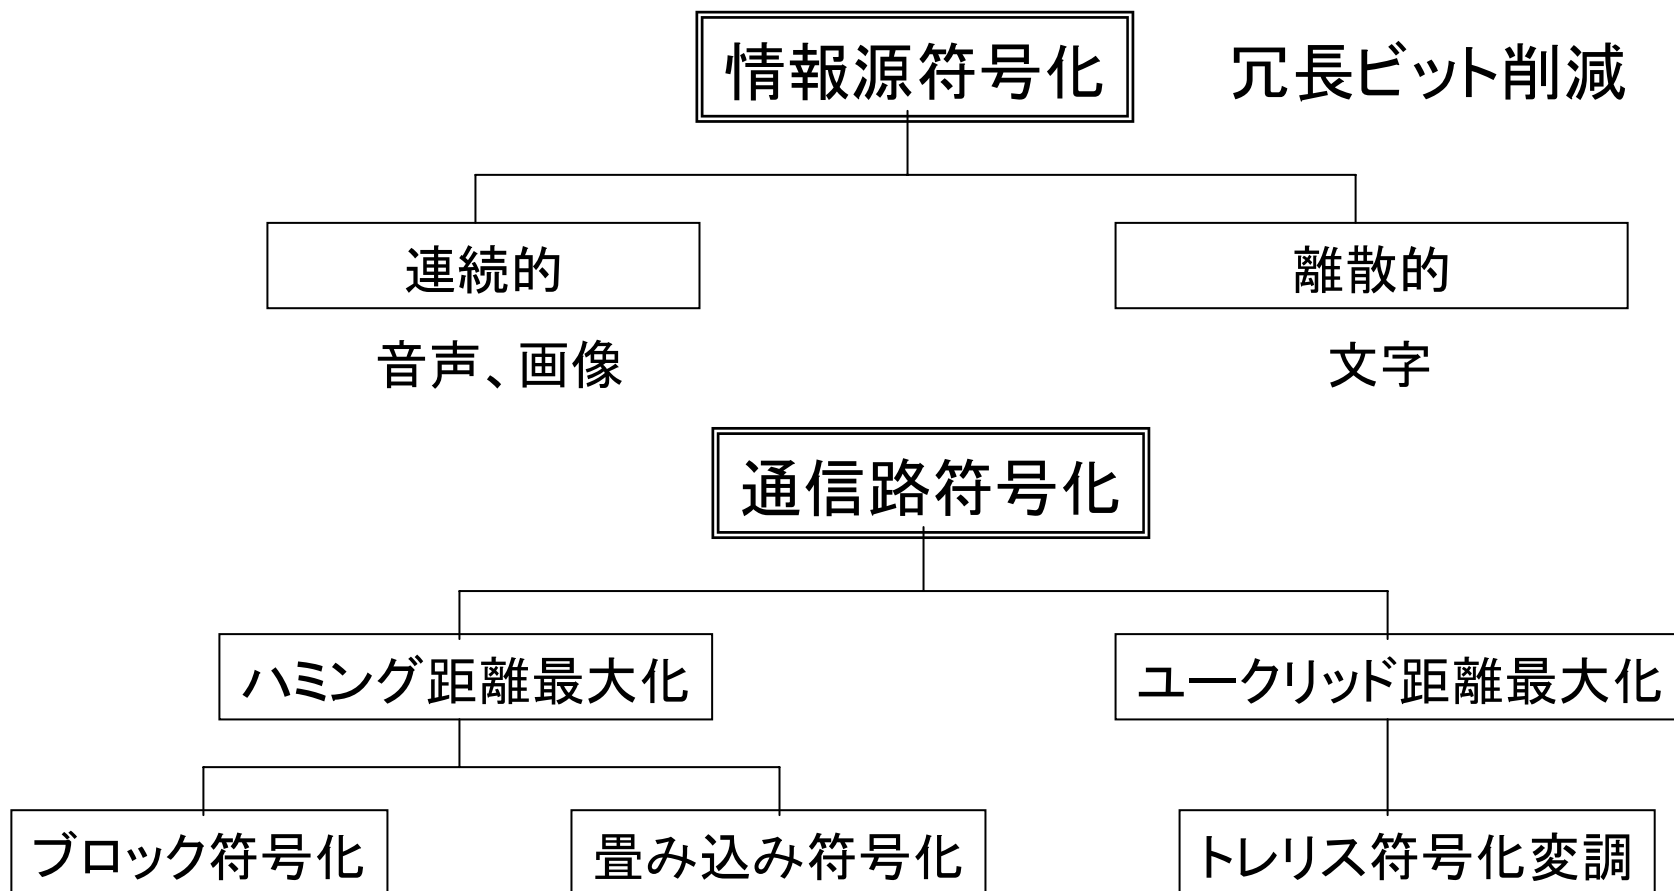 情報源符号化
冗長ビット削減
連続的
離散的
音声、画像
文字
通信路符号化
ハミング距離最大化
ユークリッド距離最大化
ブロック符号化
畳み込み符号化
トレリス符号化変調